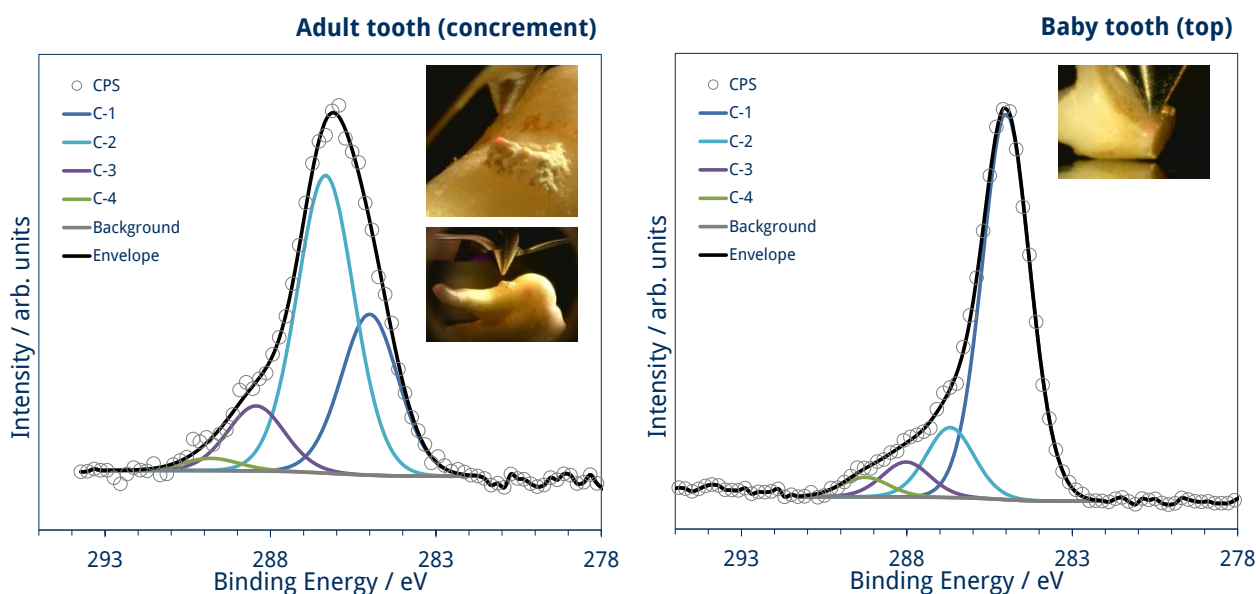 Adult tooth (concrement)
CPS
C-1
C-2
C-3
C-4
Background
Envelope
Intensity / arb. units
293
288
283
278
Binding Energy / eV
Baby tooth (top)
CPS
C-1
C-2
C-3
C-4
Background
Envelope
Intensity / arb. units
293
288
283
278
Binding Energy / eV